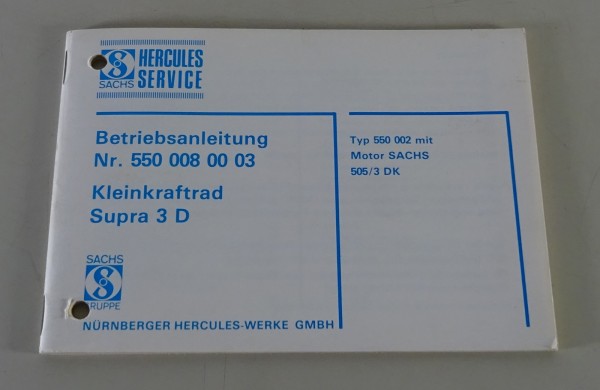 HERCULES
SERVICE
SACHS
Betriebsanleitung
Nr. 550 008 00 03
Kleinkraftrad
Supra 3 D
Typ 550 002 mit
Motor SACHS
505/3 DK
SACHS
RUPPE
NÜRNBERGER HERCULES-WERKE GMBH